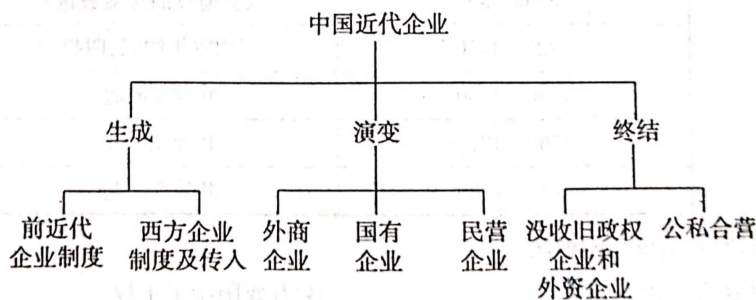 中国近代企业
生成
演变
终结
前近代
企业制度
西方企业
制度及传入
外商
企业
国有
企业
民营
企业
没收旧政权
企业和
外资企业
公私合营